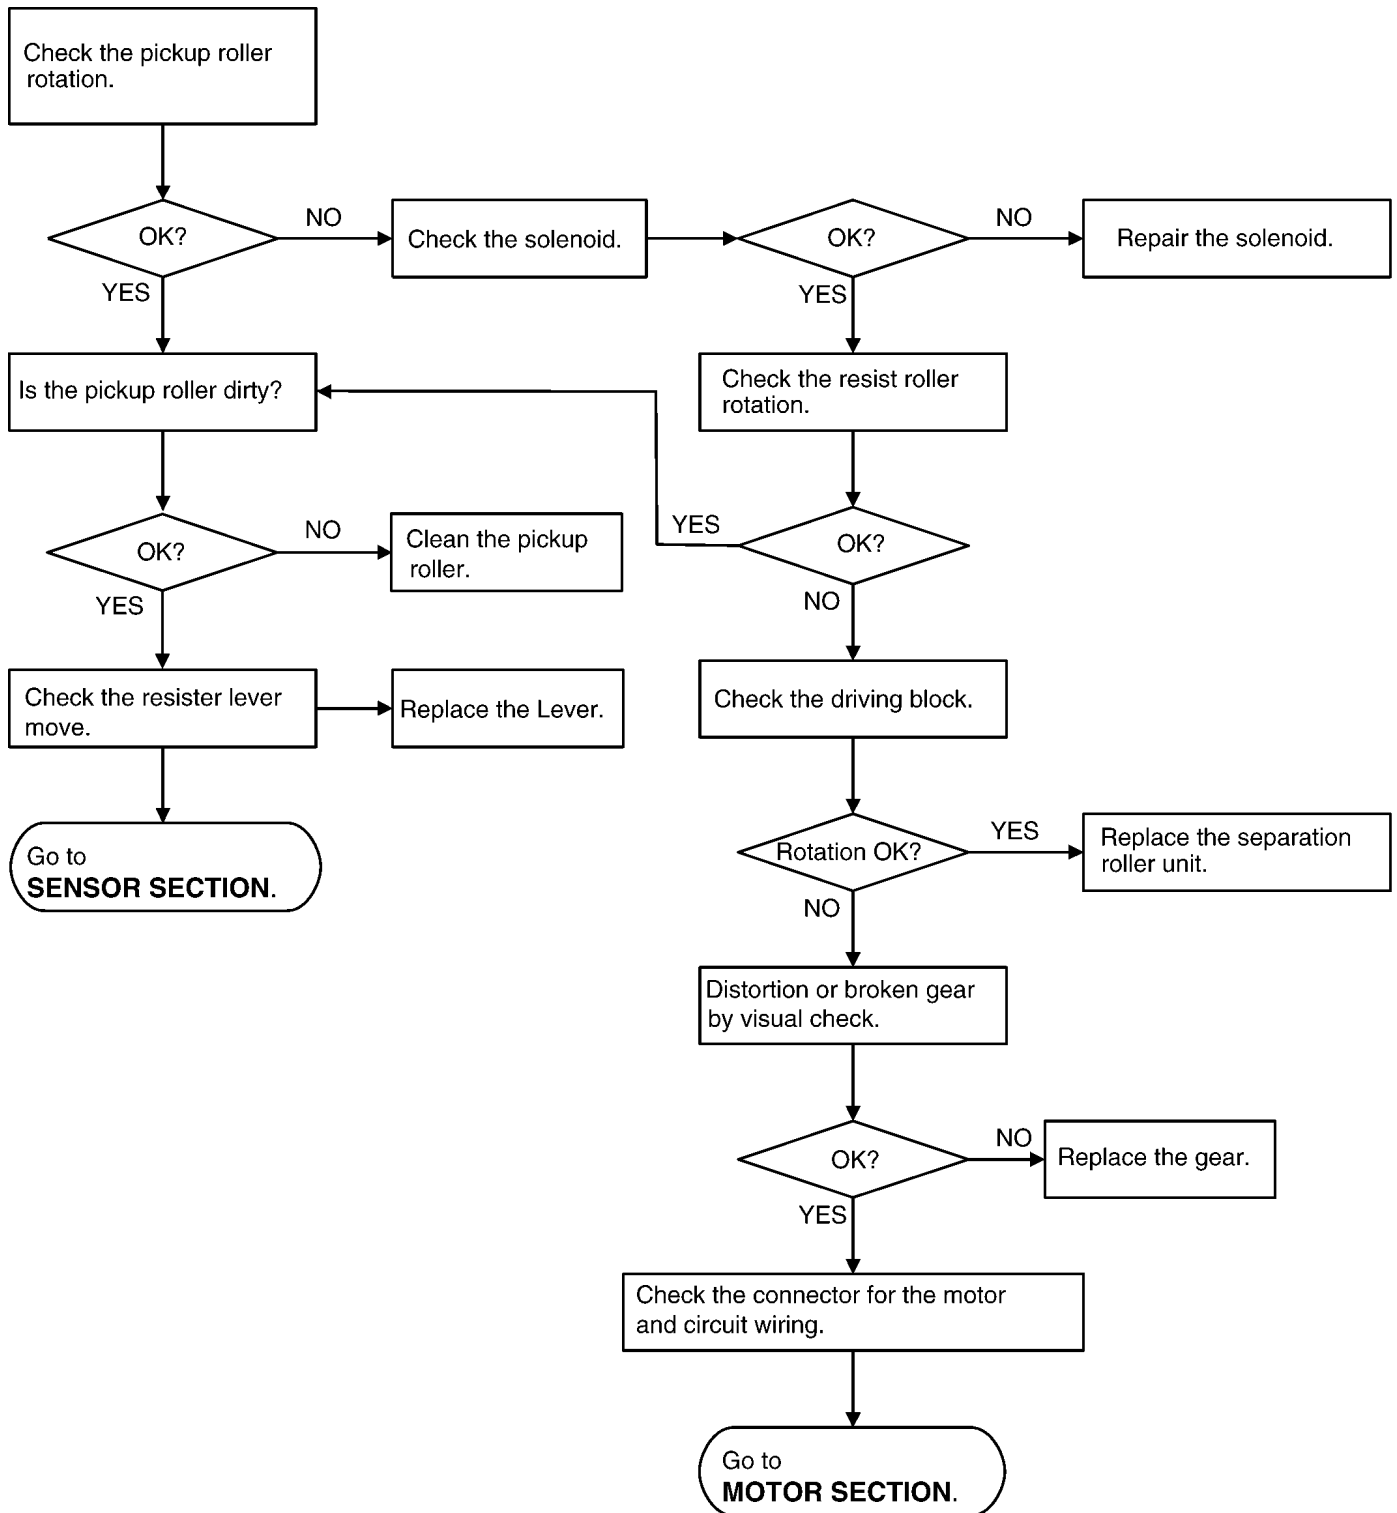 Check the pickup roller
rotation.
OK?
NO
Check the solenoid.
OK?
NO
Repair the solenoid.
YES
YES
Is the pickup roller dirty?
Check the resist roller
rotation.
OK?
NO
Clean the pickup
roller.
YES
OK?
YES
NO
Check the resister lever
move.
Replace the Lever.
Check the driving block.
Go to
SENSOR SECTION.
Rotation OK?
YES
Replace the separation
roller unit.
NO
Distortion or broken gear
by visual check.
OK?
NO
Replace the gear.
YES
Check the connector for the motor
and circuit wiring.
Go to
MOTOR SECTION.